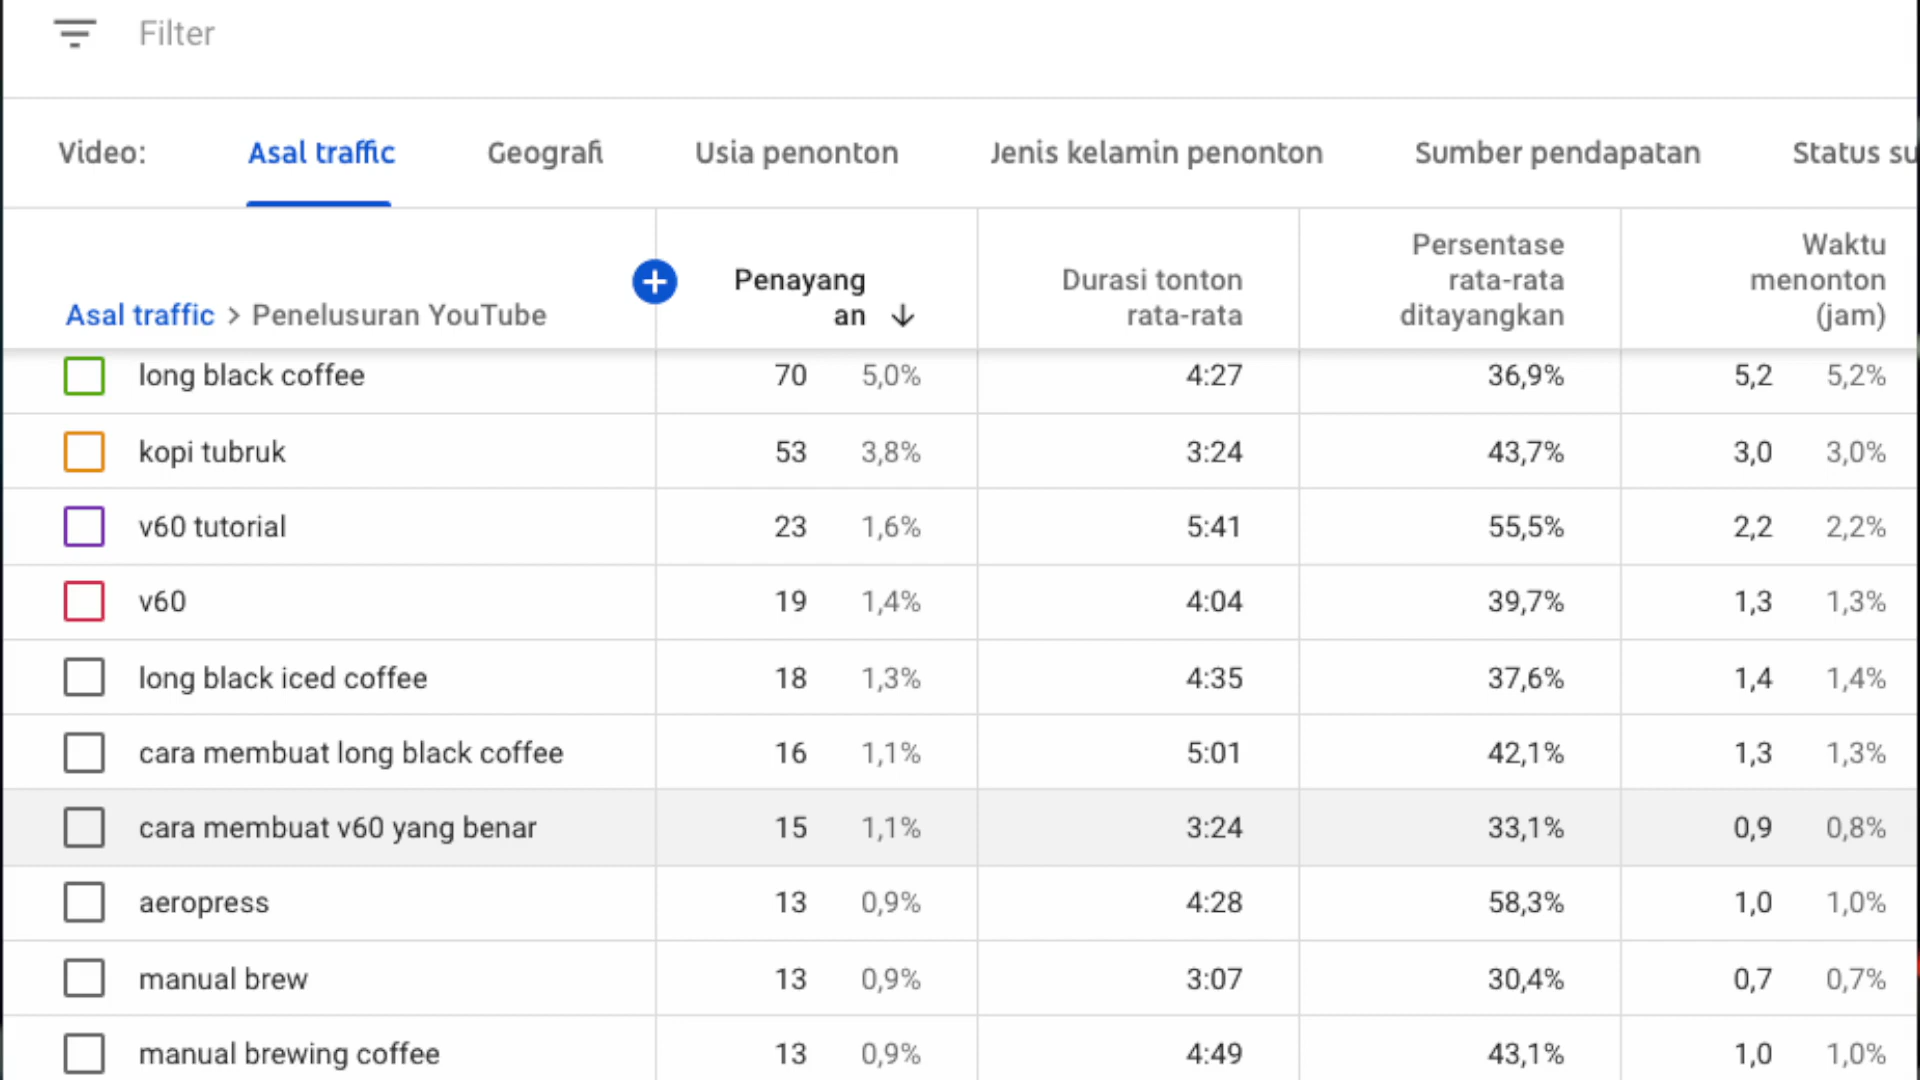 Filter
Video: Asal traffic Geografi Usia penonton Jenis kelamin penonton Sumber pendapatan Status su
Asal traffic > Penelusuran YouTube
Penayang
an
Durasi tonton
rata-rata
Persentase
rata-rata
ditayangkan
Waktu
menonton
(jam)
long black coffee 70 5,0% 4:27 36,9% 5,2 5,2%
kopi tubruk 53 3,8% 3:24 43,7% 3,0 3,0%
v60 tutorial 23 1,6% 5:41 55,5% 2,2 2,2%
v60 19 1,4% 4:04 39,7% 1,3 1,3%
long black iced coffee 18 1,3% 4:35 37,6% 1,4 1,4%
cara membuat long black coffee 16 1,1% 5:01 42,1% 1,3 1,3%
cara membuat v60 yang benar 15 1,1% 3:24 33,1% 0,9 0,8%
aeropress 13 0,9% 4:28 58,3% 1,0 1,0%
manual brew 13 0,9% 3:07 30,4% 0,7 0,7%
manual brewing coffee 13 0,9% 4:49 43,1% 1,0 1,0%